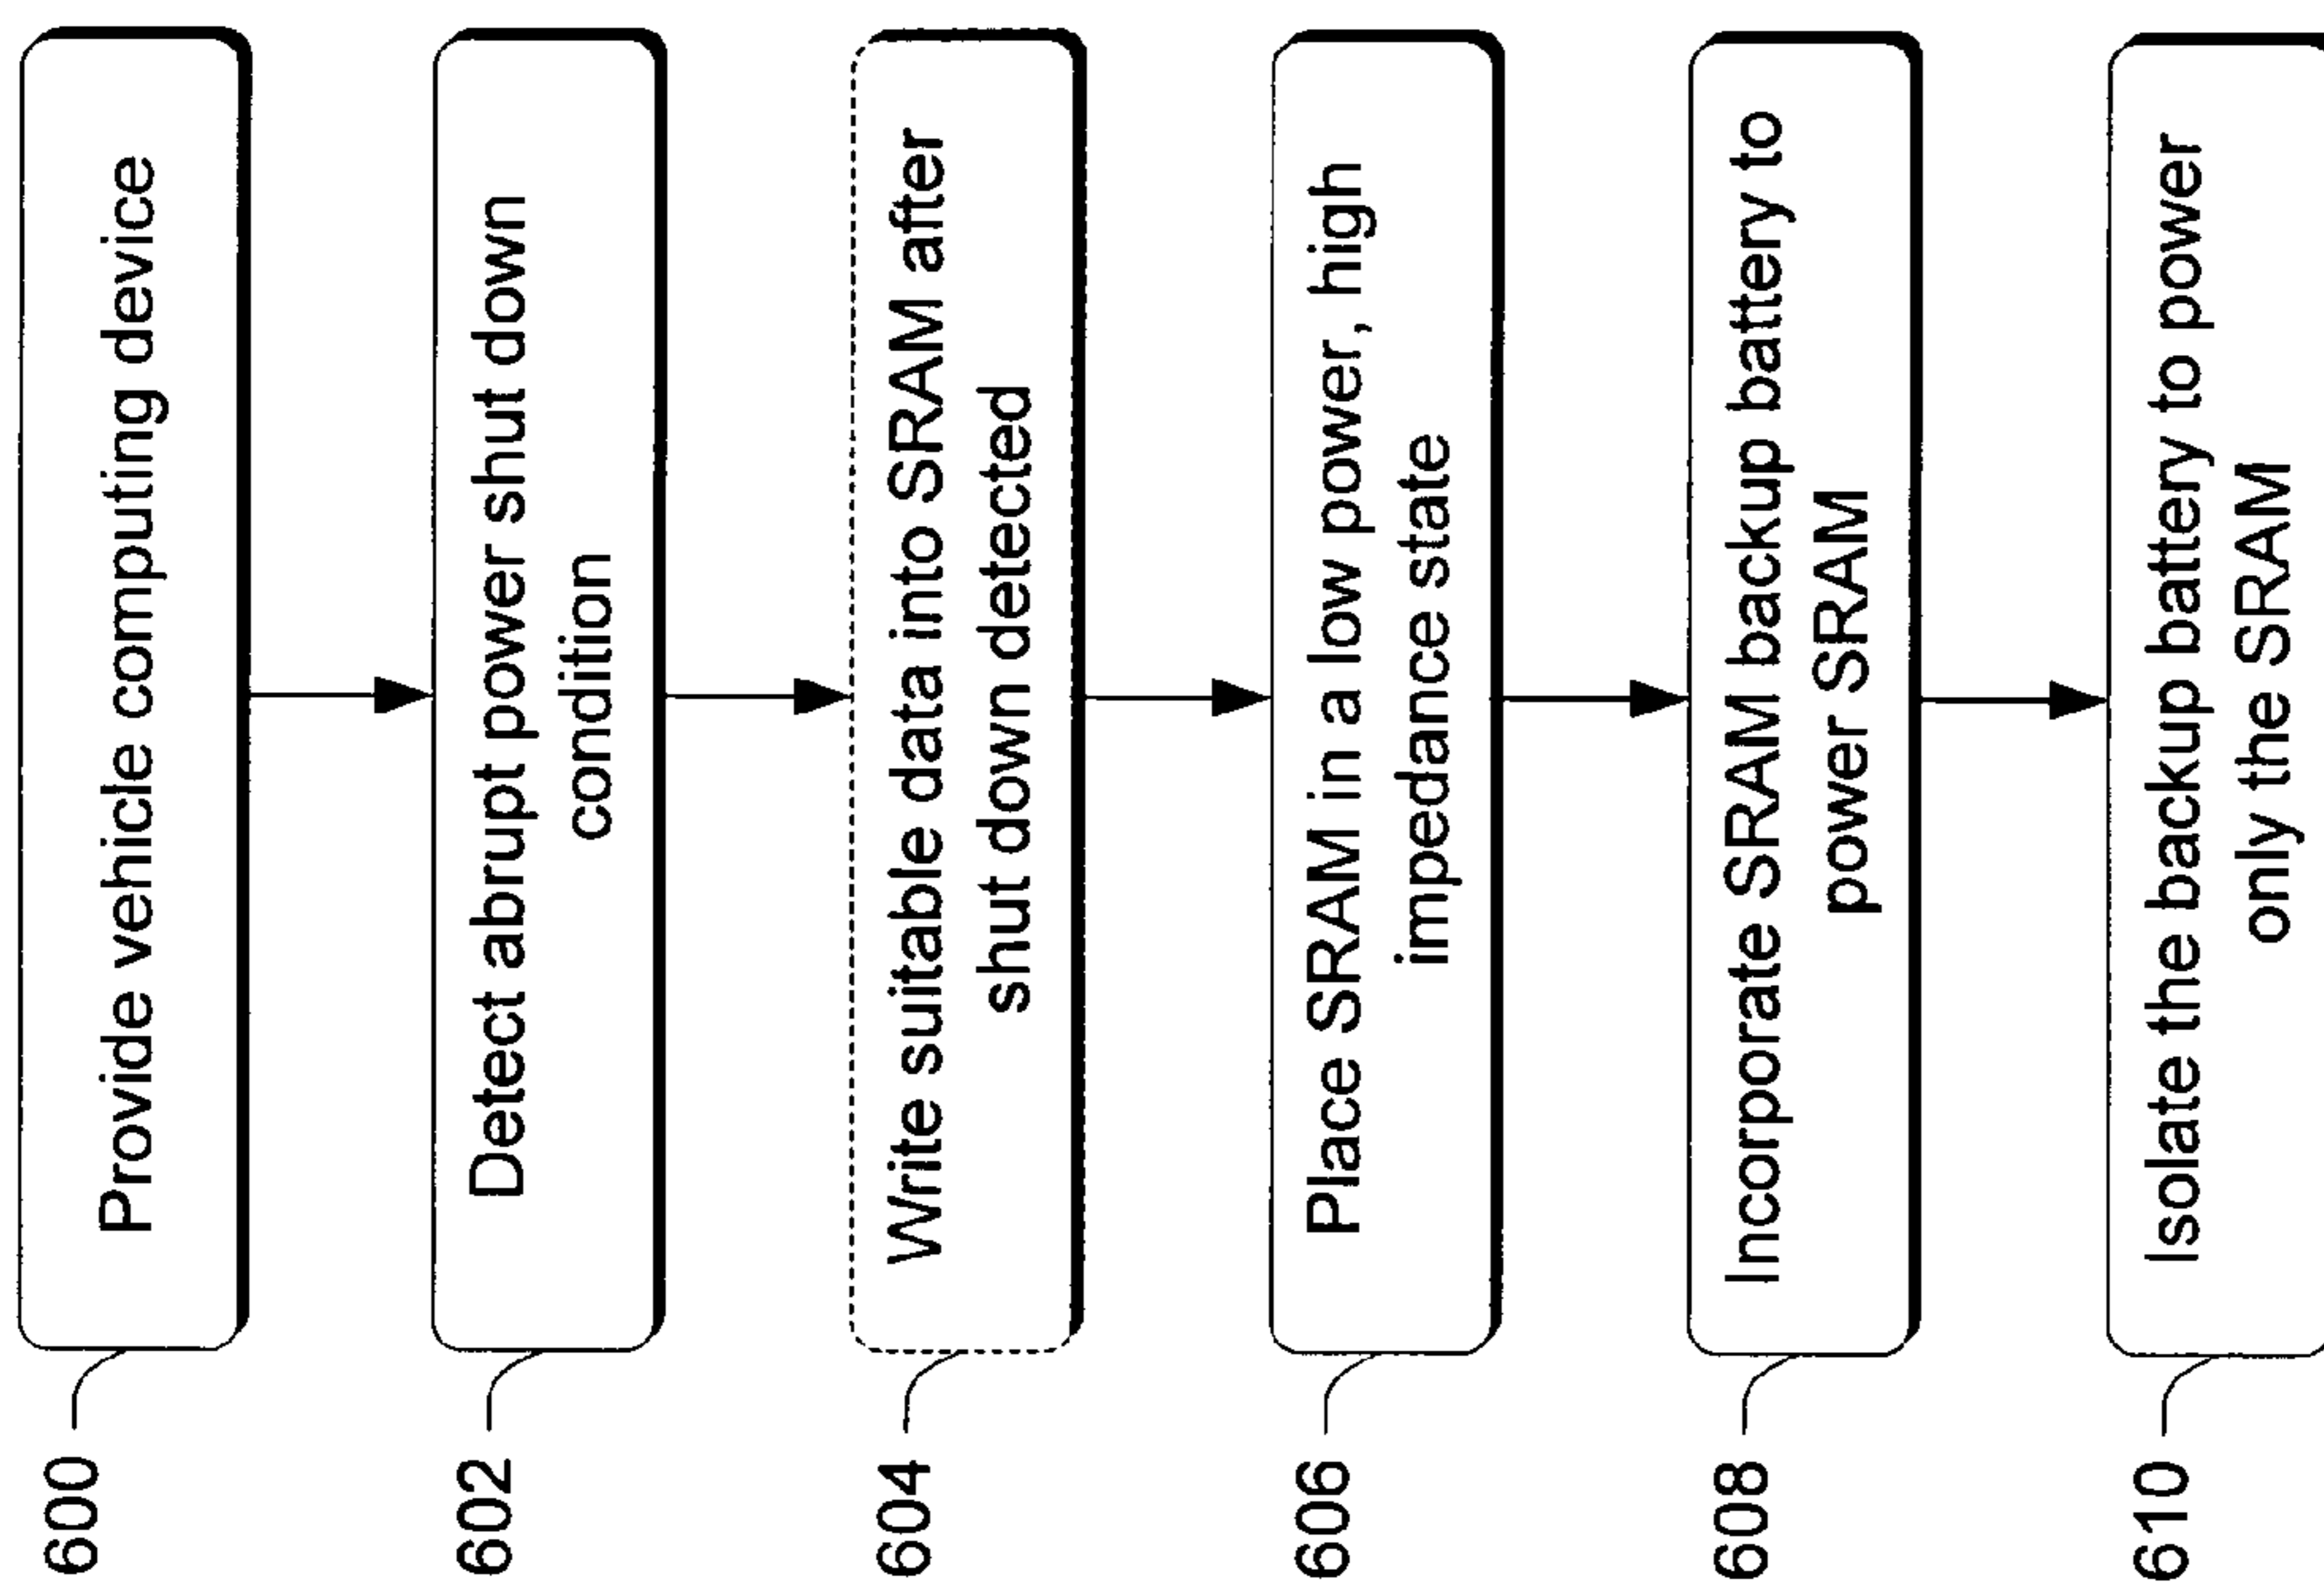 600
Provide vehicle computing device
602
Detect abrupt power shut down
condition
604
Write suitable data into SRAM after
shut down detected
606
Place SRAM in a low power, high
impedance state
608
Incorporate SRAM backup battery to
power SRAM
610
Isolate the backup battery to power
only the SRAM